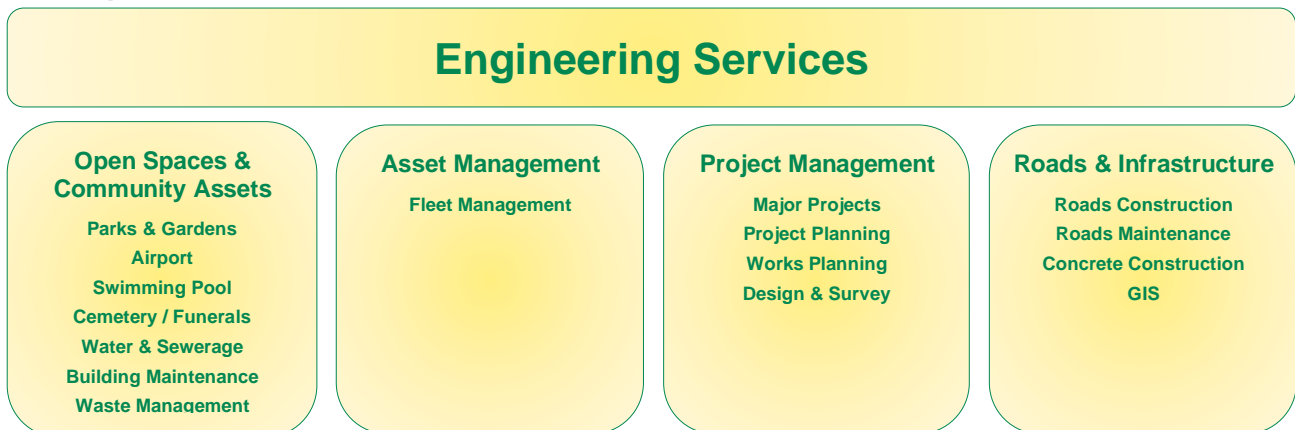 Engineering Services
Open Spaces &
Community Assets
Parks & Gardens
Airport
Swimming Pool
Cemetery / Funerals
Water & Sewerage
Building Maintenance
Waste Management
Asset Management
Fleet Management
Project Management
Major Projects
Project Planning
Works Planning
Design & Survey
Roads & Infrastructure
Roads Construction
Roads Maintenance
Concrete Construction
GIS